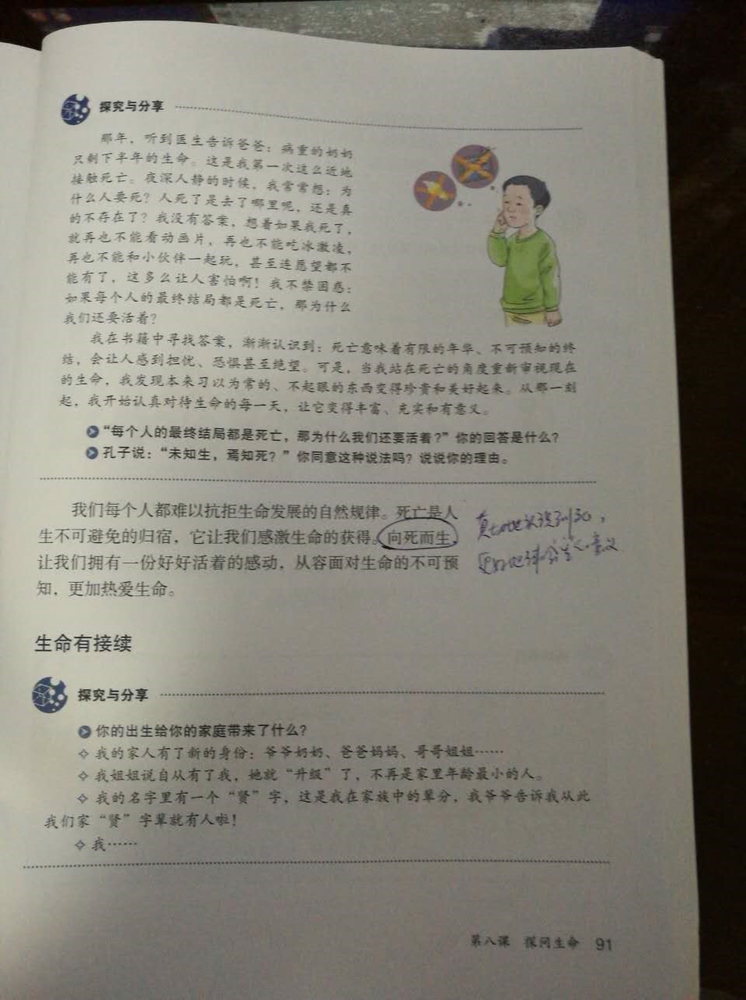 探究与分享
那年，听到医生告诉爸爸：病重的奶奶
只剩下半年的生命。这是我第一次这么近地
接触死亡。夜深人静的时候，我常常想：为
什么人要死？人死了是去了哪里呢，还是真
的不存在了？我没有答案，想着如果我死了，
就再也不能看动画片，再也不能吃冰激凌，
再也不能和小伙伴一起玩，甚至连愿望都不
能有了，这多么让人害怕啊！我不禁困惑：
如果每个人的最终结局都是死亡，那为什么
我们还要活着？
我在书籍中寻找答案，渐渐认识到：死亡意味着有限的年华、不可预知的终
结，会让人感到担忧、恐惧甚至绝望。可是，当我站在死亡的角度重新审视现在
的生命，我发现本来习以为常的、不起眼的东西变得珍贵和美好起来。从那一刻
起，我开始认真对待生命的每一天，让它变得丰富、充实和有意义。
“每个人的最终结局都是死亡，那为什么我们还要活着？”你的回答是什么？
孔子说：“未知生，焉知死？”你同意这种说法吗？说说你的理由。
我们每个人都难以抗拒生命发展的自然规律。死亡是人
生不可避免的归宿，它让我们感激生命的获得。向死而生，
让我们拥有一份好好活着的感动，从容面对生命的不可预
知，更加热爱生命。
生命有接续
探究与分享
你的出生给你的家庭带来了什么？
✧ 我的家人有了新的身份：爷爷奶奶、爸爸妈妈、哥哥姐姐……
✧ 我姐姐说自从有了我，她就“升级”了，不再是家里年龄最小的人。
✧ 我的名字里有一个“贤”字，这是我在家族中的辈分，我爷爷告诉我从此
我们家“贤”字辈就有人啦！
✧ 我……
第八课 探问生命 91